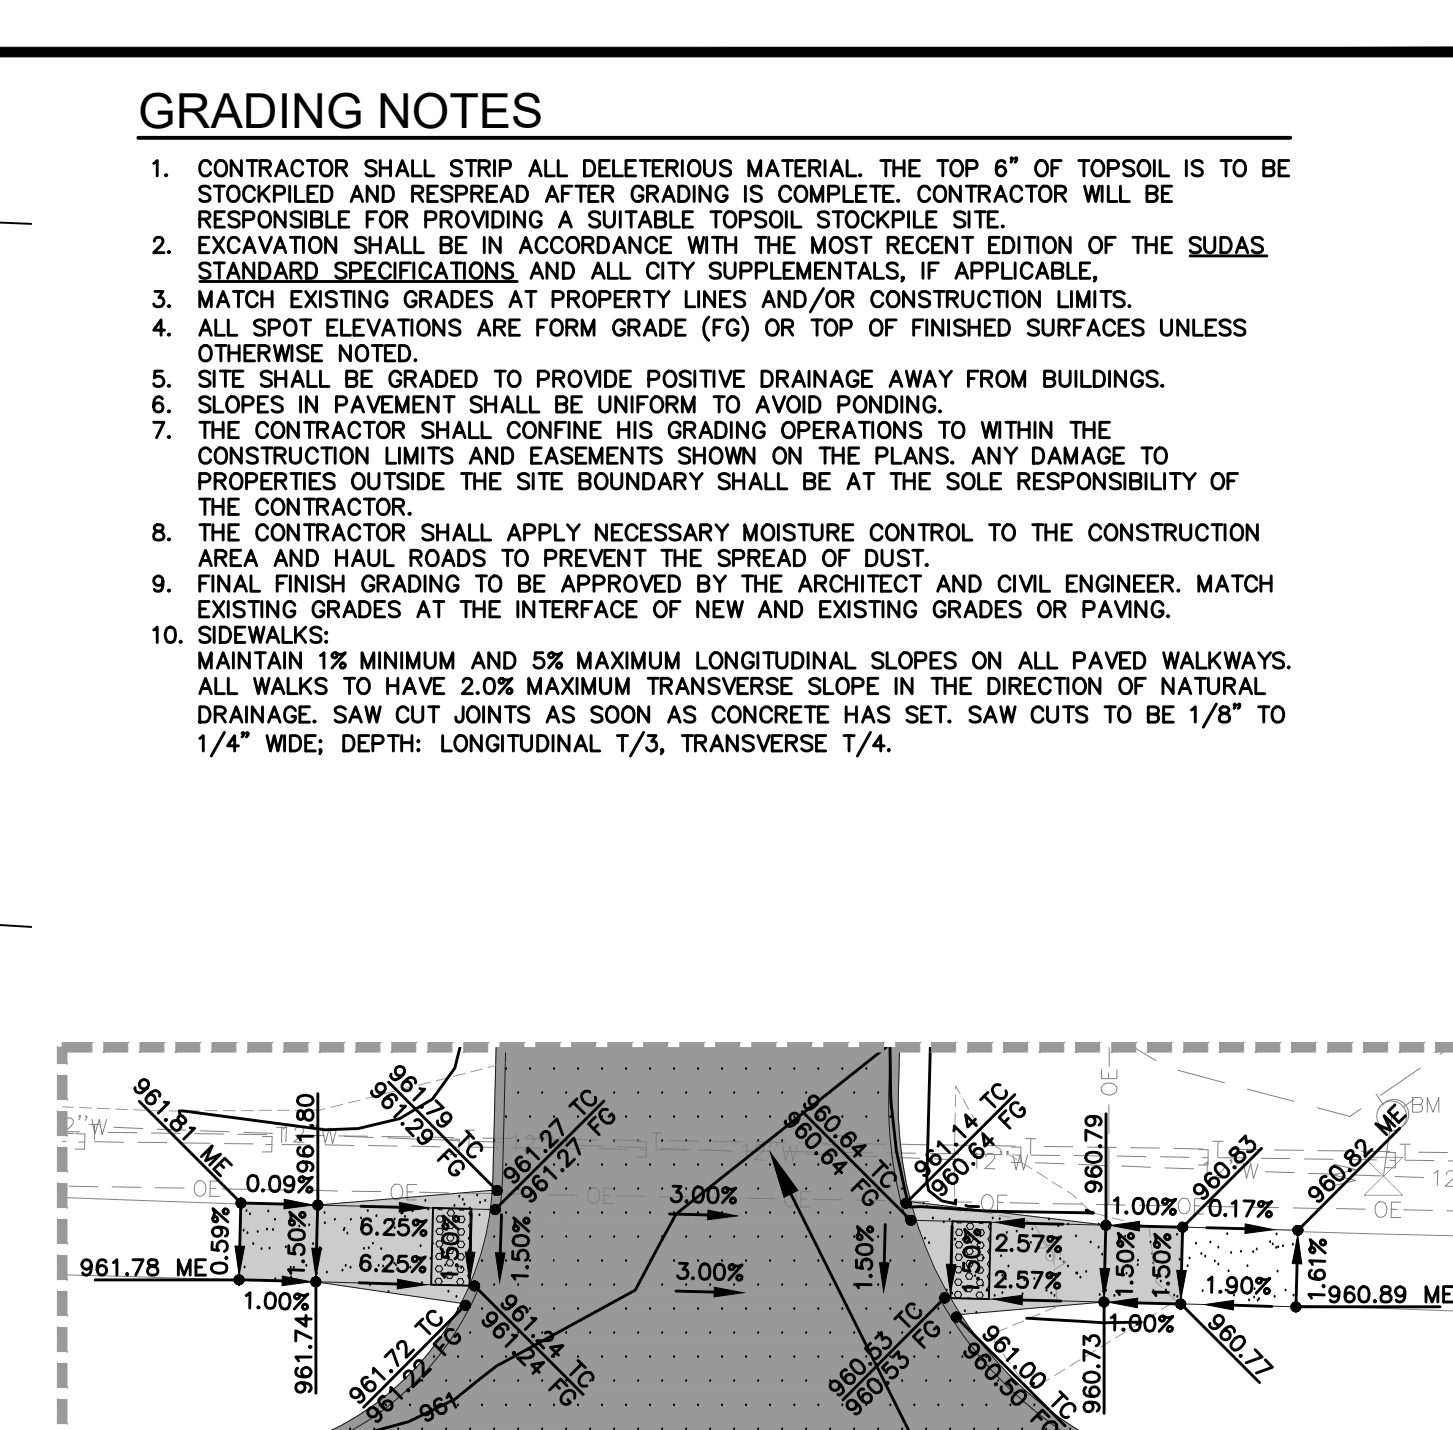 GRADING NOTES
1. CONTRACTOR SHALL STRIP ALL DELETERIOUS MATERIAL. THE TOP 6" OF TOPSOIL IS TO BE
STOCKPILED AND RESPREAD AFTER GRADING IS COMPLETE. CONTRACTOR WILL BE
RESPONSIBLE FOR PROVIDING A SUITABLE TOPSOIL STOCKPILE SITE.
2. EXCAVATION SHALL BE IN ACCORDANCE WITH THE MOST RECENT EDITION OF THE SUDAS
STANDARD SPECIFICATIONS AND ALL CITY SUPPLEMENTALS, IF APPLICABLE,
3. MATCH EXISTING GRADES AT PROPERTY LINES AND/OR CONSTRUCTION LIMITS.
4. ALL SPOT ELEVATIONS ARE FORM GRADE (FG) OR TOP OF FINISHED SURFACES UNLESS
OTHERWISE NOTED.
5. SITE SHALL BE GRADED TO PROVIDE POSITIVE DRAINAGE AWAY FROM BUILDINGS.
6. SLOPES IN PAVEMENT SHALL BE UNIFORM TO AVOID PONDING.
7. THE CONTRACTOR SHALL CONFINE HIS GRADING OPERATIONS TO WITHIN THE
CONSTRUCTION LIMITS AND EASEMENTS SHOWN ON THE PLANS. ANY DAMAGE TO
PROPERTIES OUTSIDE THE SITE BOUNDARY SHALL BE AT THE SOLE RESPONSIBILITY OF
THE CONTRACTOR.
8. THE CONTRACTOR SHALL APPLY NECESSARY MOISTURE CONTROL TO THE CONSTRUCTION
AREA AND HAUL ROADS TO PREVENT THE SPREAD OF DUST.
9. FINAL FINISH GRADING TO BE APPROVED BY THE ARCHITECT AND CIVIL ENGINEER. MATCH
EXISTING GRADES AT THE INTERFACE OF NEW AND EXISTING GRADES OR PAVING.
10. SIDEWALKS:
MAINTAIN 1% MINIMUM AND 5% MAXIMUM LONGITUDINAL SLOPES ON ALL PAVED WALKWAYS.
ALL WALKS TO HAVE 2.0% MAXIMUM TRANSVERSE SLOPE IN THE DIRECTION OF NATURAL
DRAINAGE. SAW CUT JOINTS AS SOON AS CONCRETE HAS SET. SAW CUTS TO BE 1/8" TO
1/4" WIDE; DEPTH: LONGITUDINAL T/3, TRANSVERSE T/4.
961.81 ME
961.80
961.79 TC
961.29 FG
961.27 TC
961.27 FG
960.64 TC
960.64 FG
961.14 TC
960.64 FG
960.79
960.83
960.82 ME
BM
OE
12"W
OE
OE
OE
OE
OE
OE
0.09%
3.00%
1.00%
0.17%
0.59%
1.50%
6.25%
1.50%
1.50%
1.50%
1.50%
2.57%
1.50%
1.50%
1.61%
961.78 ME
6.25%
3.00%
2.57%
1.90%
960.89 ME
1.00%
1.00%
961.74
961.72 TC
961.22 FG
961.24 TC
961.24 FG
960.53 TC
960.53 FG
961.00 TC
960.50 FG
960.73
960.77
961